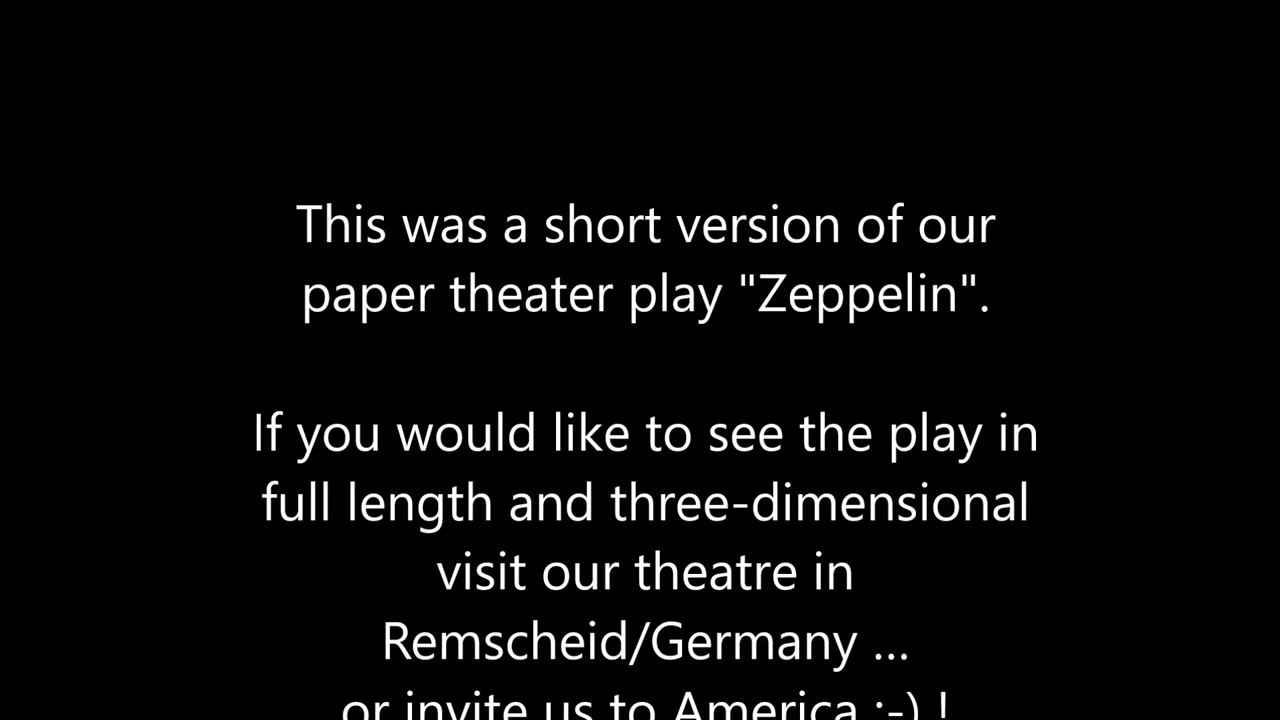 This was a short version of our
paper theater play "Zeppelin".
If you would like to see the play in
full length and three-dimensional
visit our theatre in
Remscheid/Germany ...
or invite us to America :-) !